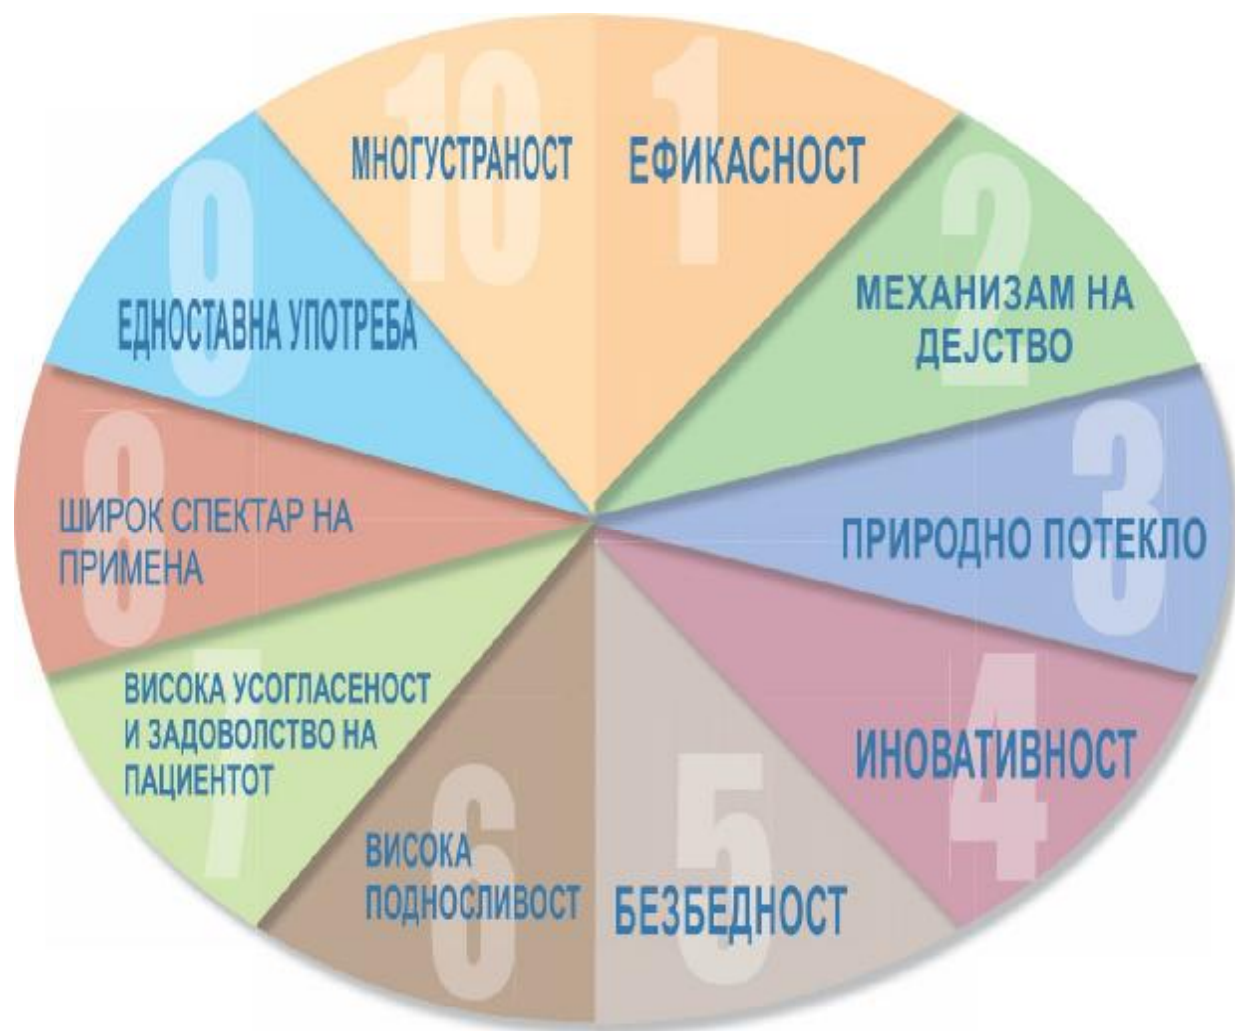 1
ЕФИКАСНОСТ
2
МЕХАНИЗАМ НА
ДЕЈСТВО
3
ПРИРОДНО ПОТЕКЛО
4
ИНОВАТИВНОСТ
5
БЕЗБЕДНОСТ
6
ВИСОКА
ПОДНОСЛИВОСТ
7
ВИСОКА УСОГЛАСЕНОСТ
И ЗАДОВОЛСТВО НА
ПАЦИЕНТОТ
8
ШИРОК СПЕКТАР НА
ПРИМЕНА
9
ЕДНОСТАВНА УПОТРЕБА
10
МНОГУСТРАНОСТ